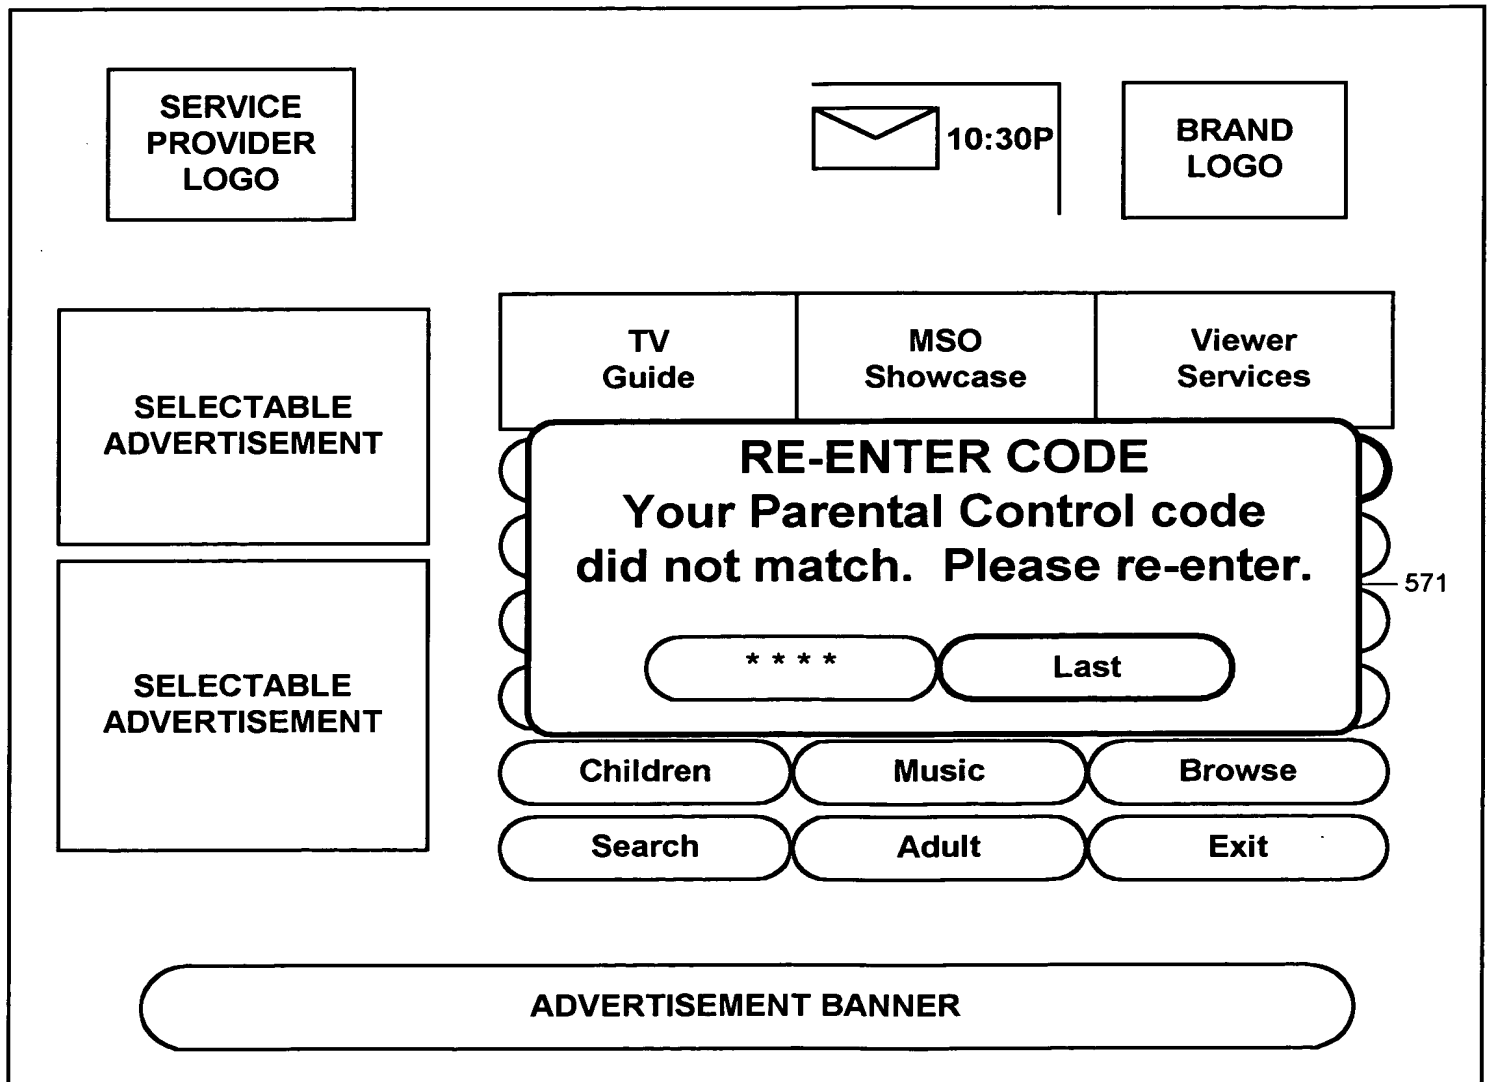 SERVICE
PROVIDER
LOGO
10:30P
BRAND
LOGO
SELECTABLE
ADVERTISEMENT
SELECTABLE
ADVERTISEMENT
TV
Guide
MSO
Showcase
Viewer
Services
RE-ENTER CODE
Your Parental Control code
did not match.  Please re-enter.
571
* * * *
Last
Children
Music
Browse
Search
Adult
Exit
ADVERTISEMENT BANNER